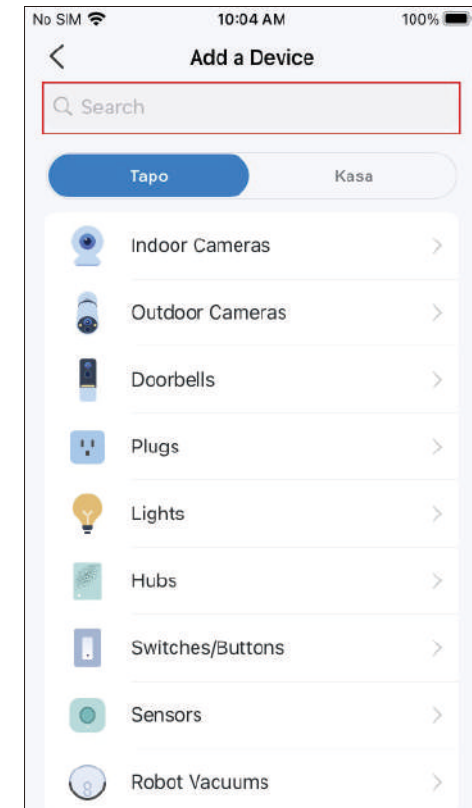 No SIM 10:04 AM 100%
Add a Device
Search
Tapo Kasa
Indoor Cameras
Outdoor Cameras
Doorbells
Plugs
Lights
Hubs
Switches/Buttons
Sensors
Robot Vacuums